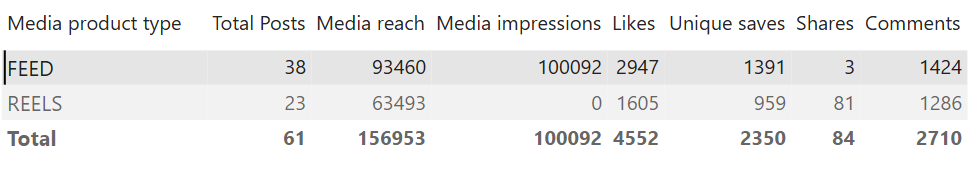 Media product type Total Posts Media reach Media impressions Likes Unique saves Shares Comments
FEED 38 93460 100092 2947 1391 3 1424
REELS 23 63493 0 1605 959 81 1286
Total 61 156953 100092 4552 2350 84 2710